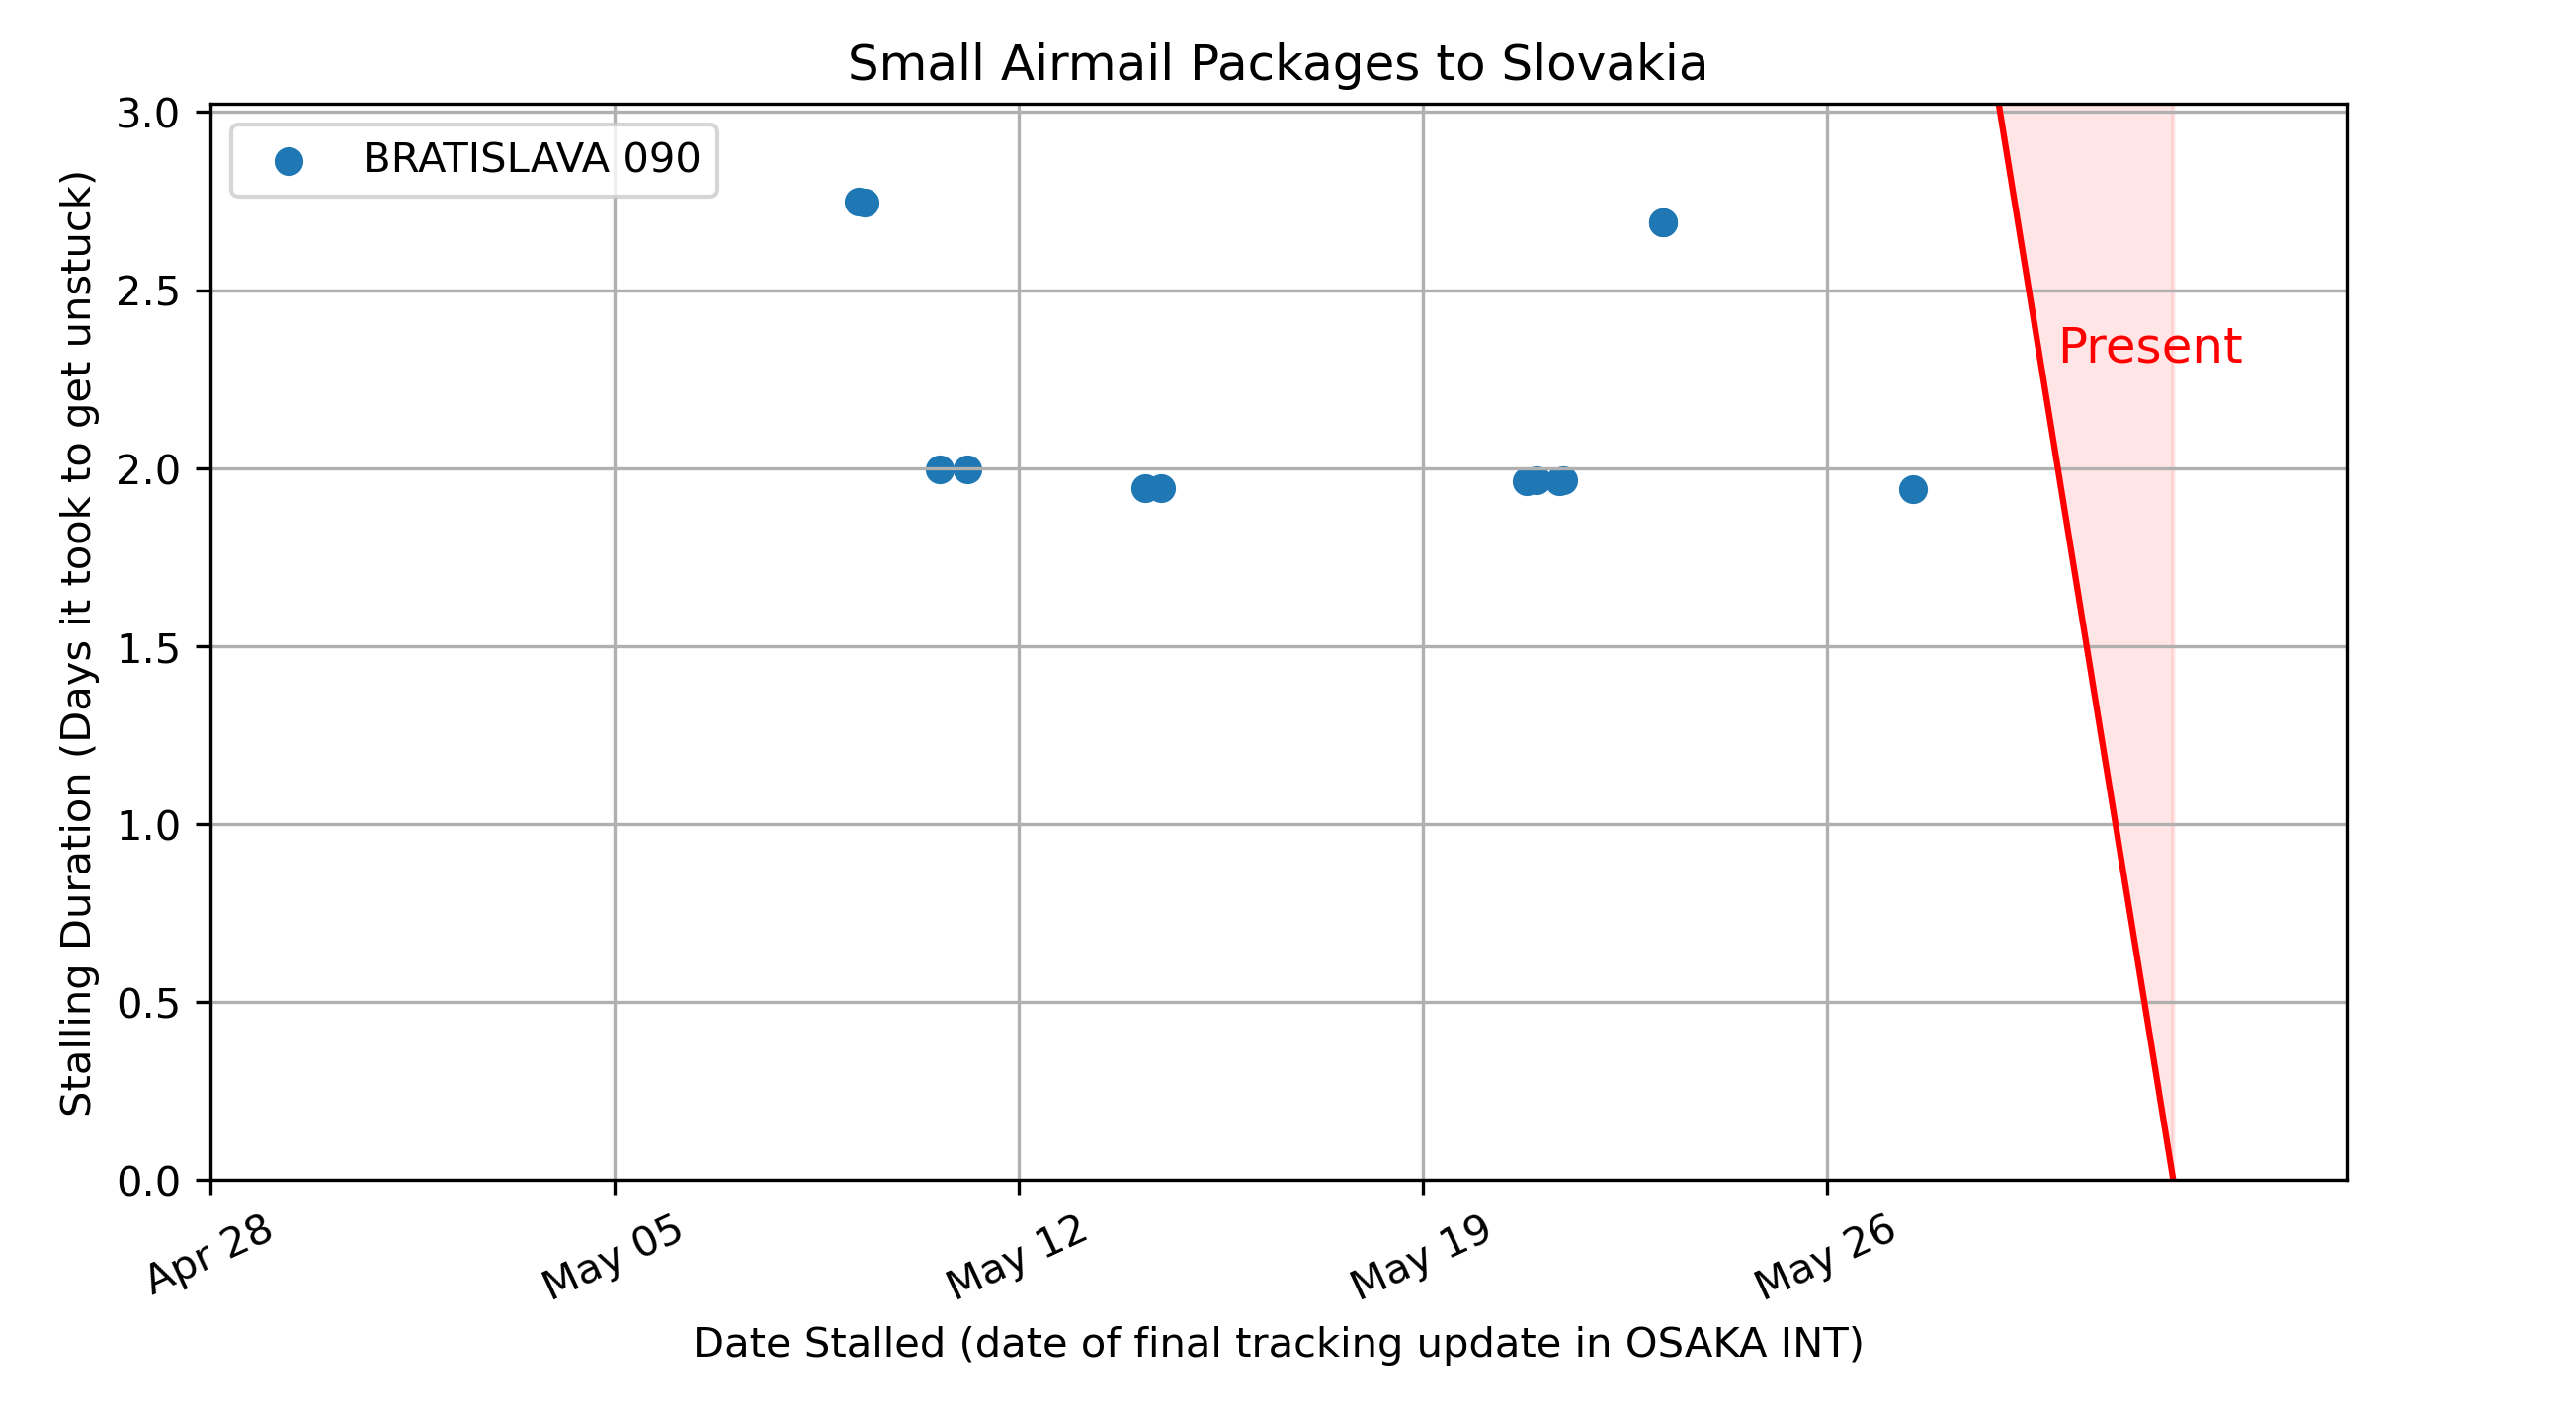 Small Airmail Packages to Slovakia
BRATISLAVA 090
Present
Stalling Duration (Days it took to get unstuck)
3.0
2.5
2.0
1.5
1.0
0.5
0.0
Apr 28
May 05
May 12
May 19
May 26
Date Stalled (date of final tracking update in OSAKA INT)